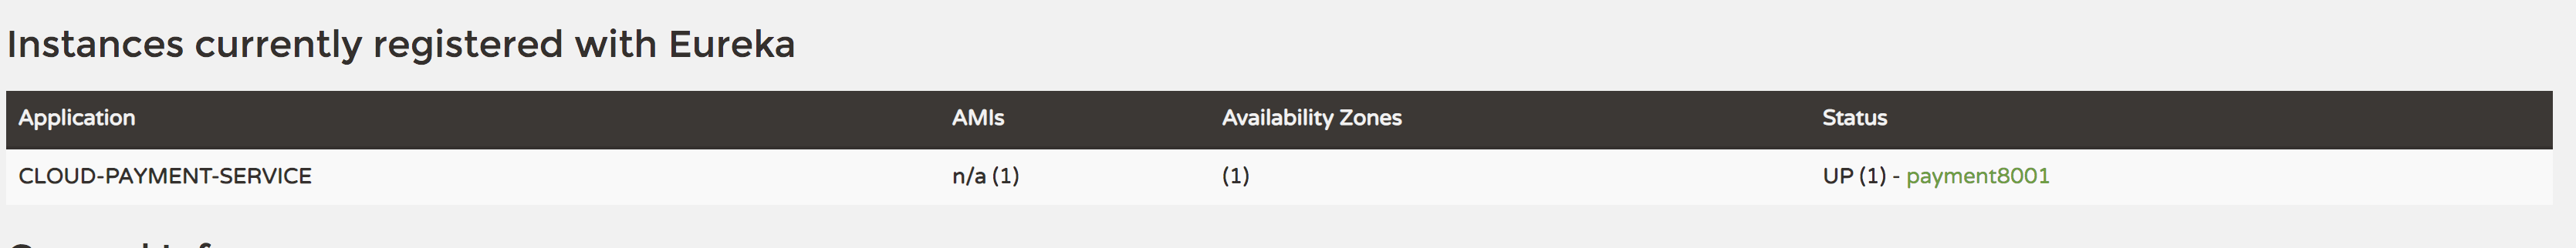 Instances currently registered with Eureka
Application AMIs Availability Zones Status
CLOUD-PAYMENT-SERVICE n/a (1) (1) UP (1) - payment8001